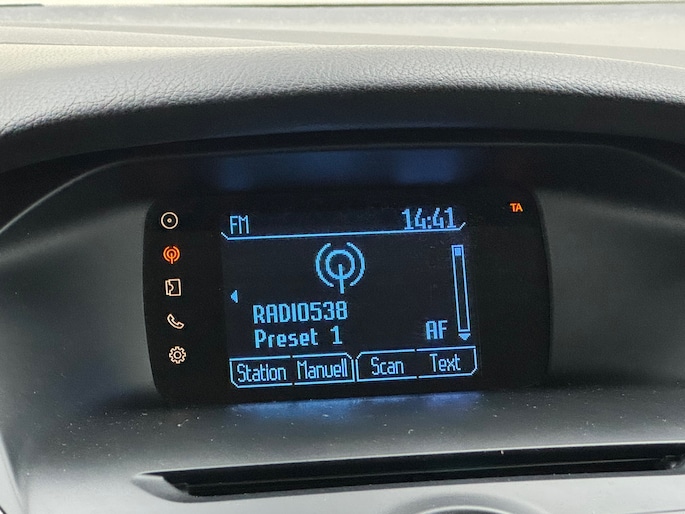 FM 14:41 TA
RADIO538
Preset 1 AF
Station Manuell Scan Text